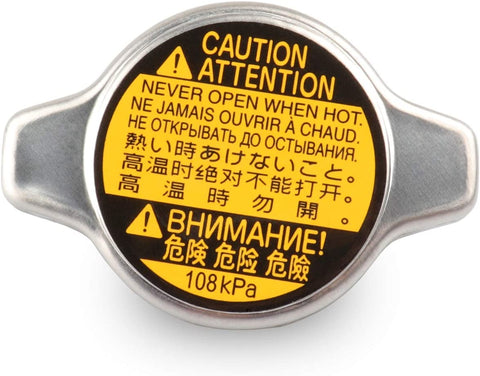 CAUTION
ATTENTION
NEVER OPEN WHEN HOT.
NE JAMAIS OUVRIR À CHAUD.
НЕ ОТКРЫВАТЬ ДО ОСТЫВАНИЯ.
熱い時あけないこと。
高温时绝对不能打开。
高温時勿開。
ВНИМАНИЕ!
危険 危险 危險
108kPa